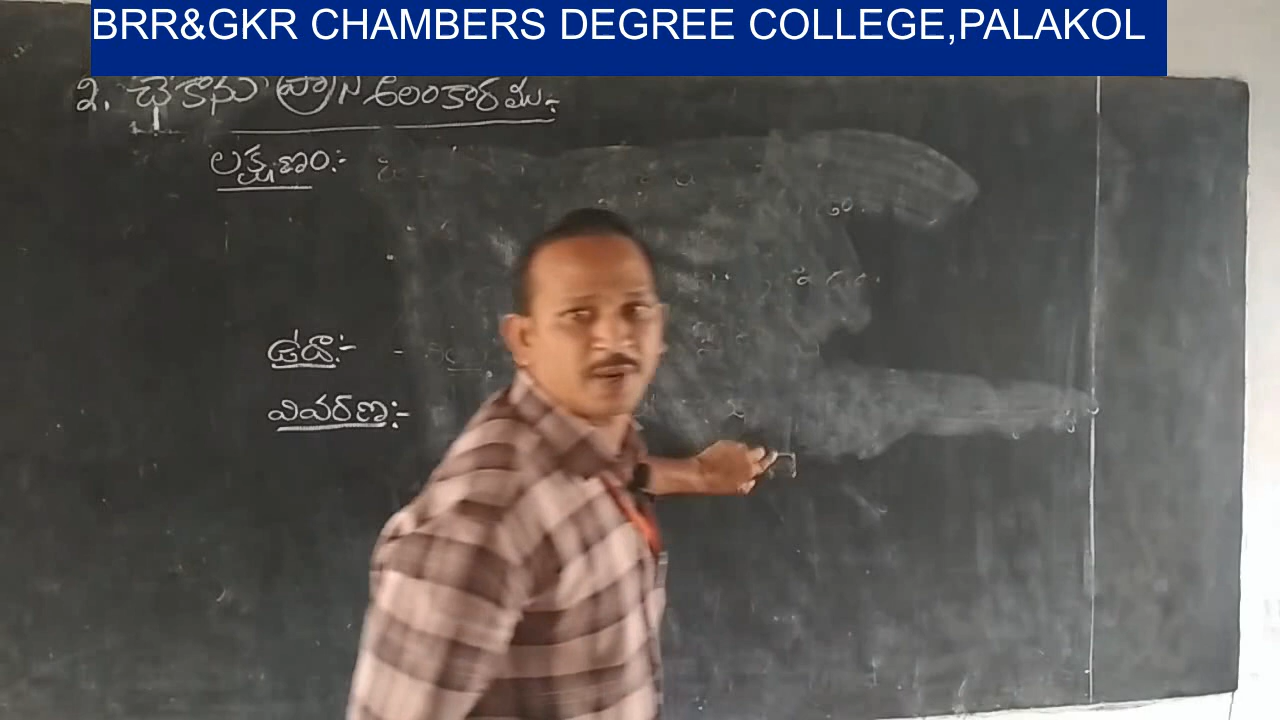 BRR&GKR CHAMBERS DEGREE COLLEGE,PALAKOL
2. ఛేకాను ప్రాస అలంకారము:-
లక్షణం:-
ఉదా:-
వివరణ:-